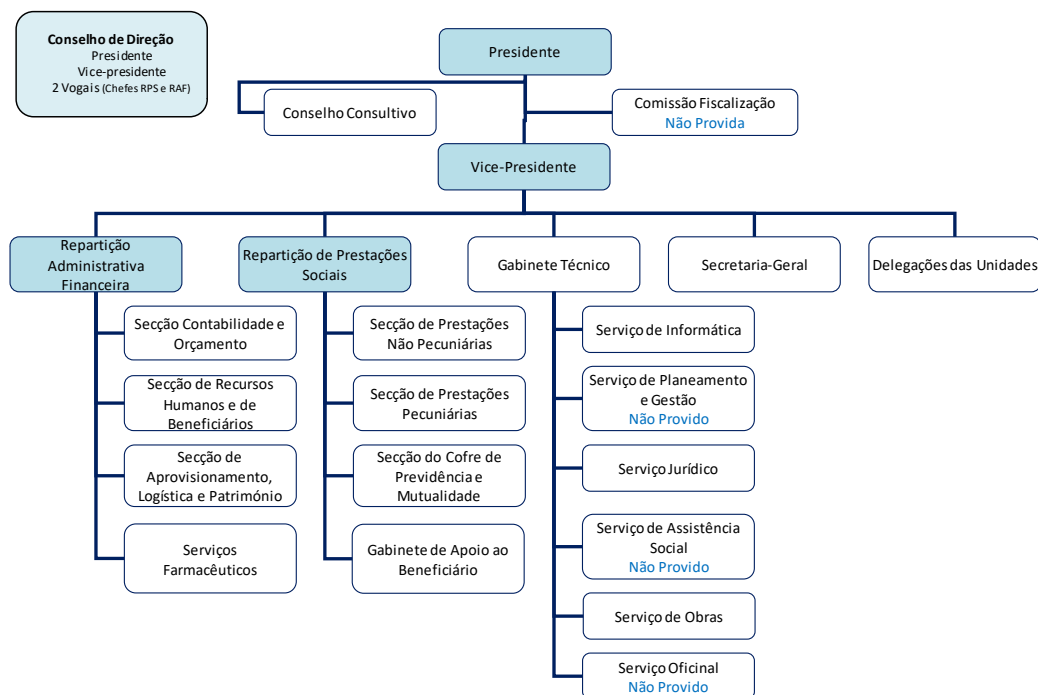 Conselho de Direção
Presidente
Vice-presidente
2 Vogais (Chefes RPS e RAF)
Presidente
Conselho Consultivo
Comissão Fiscalização
Não Provida
Vice-Presidente
Repartição
Administrativa
Financeira
Repartição de Prestações
Sociais
Gabinete Técnico
Secretaria-Geral
Delegações das Unidades
Secção Contabilidade e
Orçamento
Secção de Recursos
Humanos e de
Beneficiários
Secção de
Aprovisionamento,
Logística e Património
Serviços
Farmacêuticos
Secção de Prestações
Não Pecuniárias
Secção de Prestações
Pecuniárias
Secção do Cofre de
Previdência e
Mutualidade
Gabinete de Apoio ao
Beneficiário
Serviço de Informática
Serviço de Planeamento
e Gestão
Não Provido
Serviço Jurídico
Serviço de Assistência
Social
Não Provido
Serviço de Obras
Serviço Oficinal
Não Provido